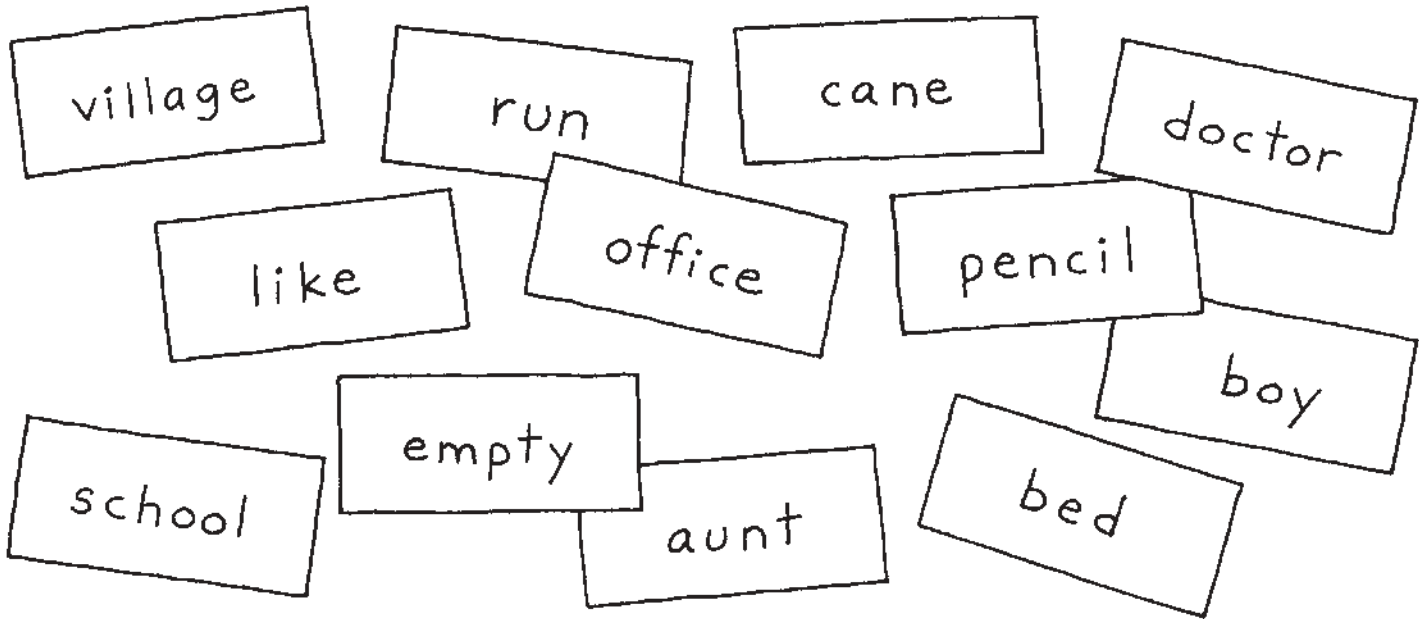 village
run
cane
doctor
like
office
pencil
boy
empty
school
aunt
bed